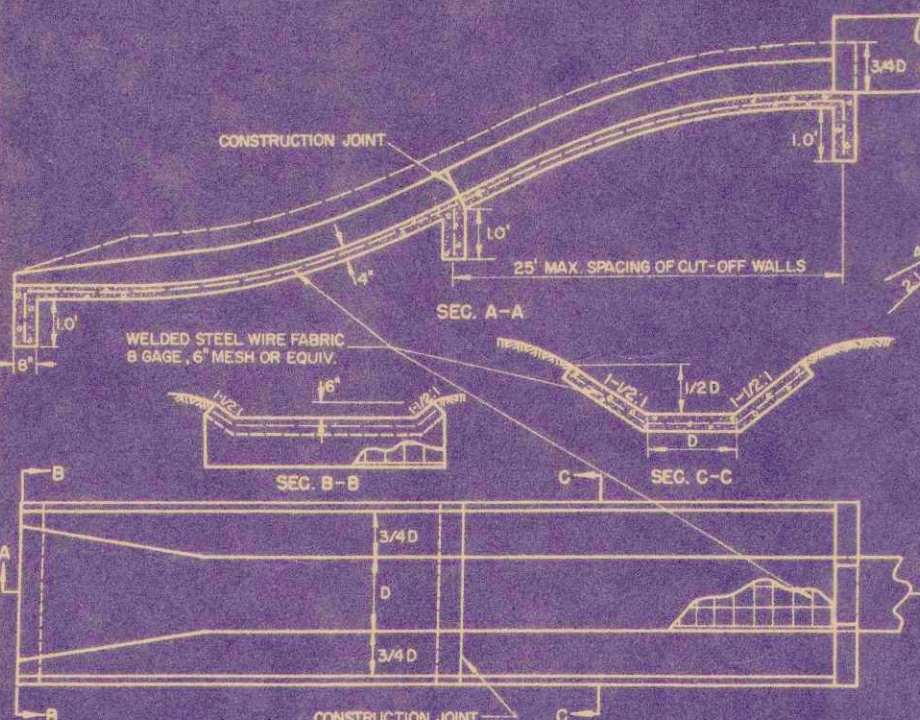 3/4D
CONSTRUCTION JOINT
1.0'
1.0'
25' MAX. SPACING OF CUT-OFF WALLS
4"
SEC. A-A
1.0'
8"
WELDED STEEL WIRE FABRIC
8 GAGE, 6" MESH OR EQUIV.
6"
1-1/2:1
1-1/2:1
SEC. B-B
1-1/2:1
1/2D
1-1/2:1
D
SEC. C-C
B
C
A
3/4D
D
3/4D
B
CONSTRUCTION JOINT
C